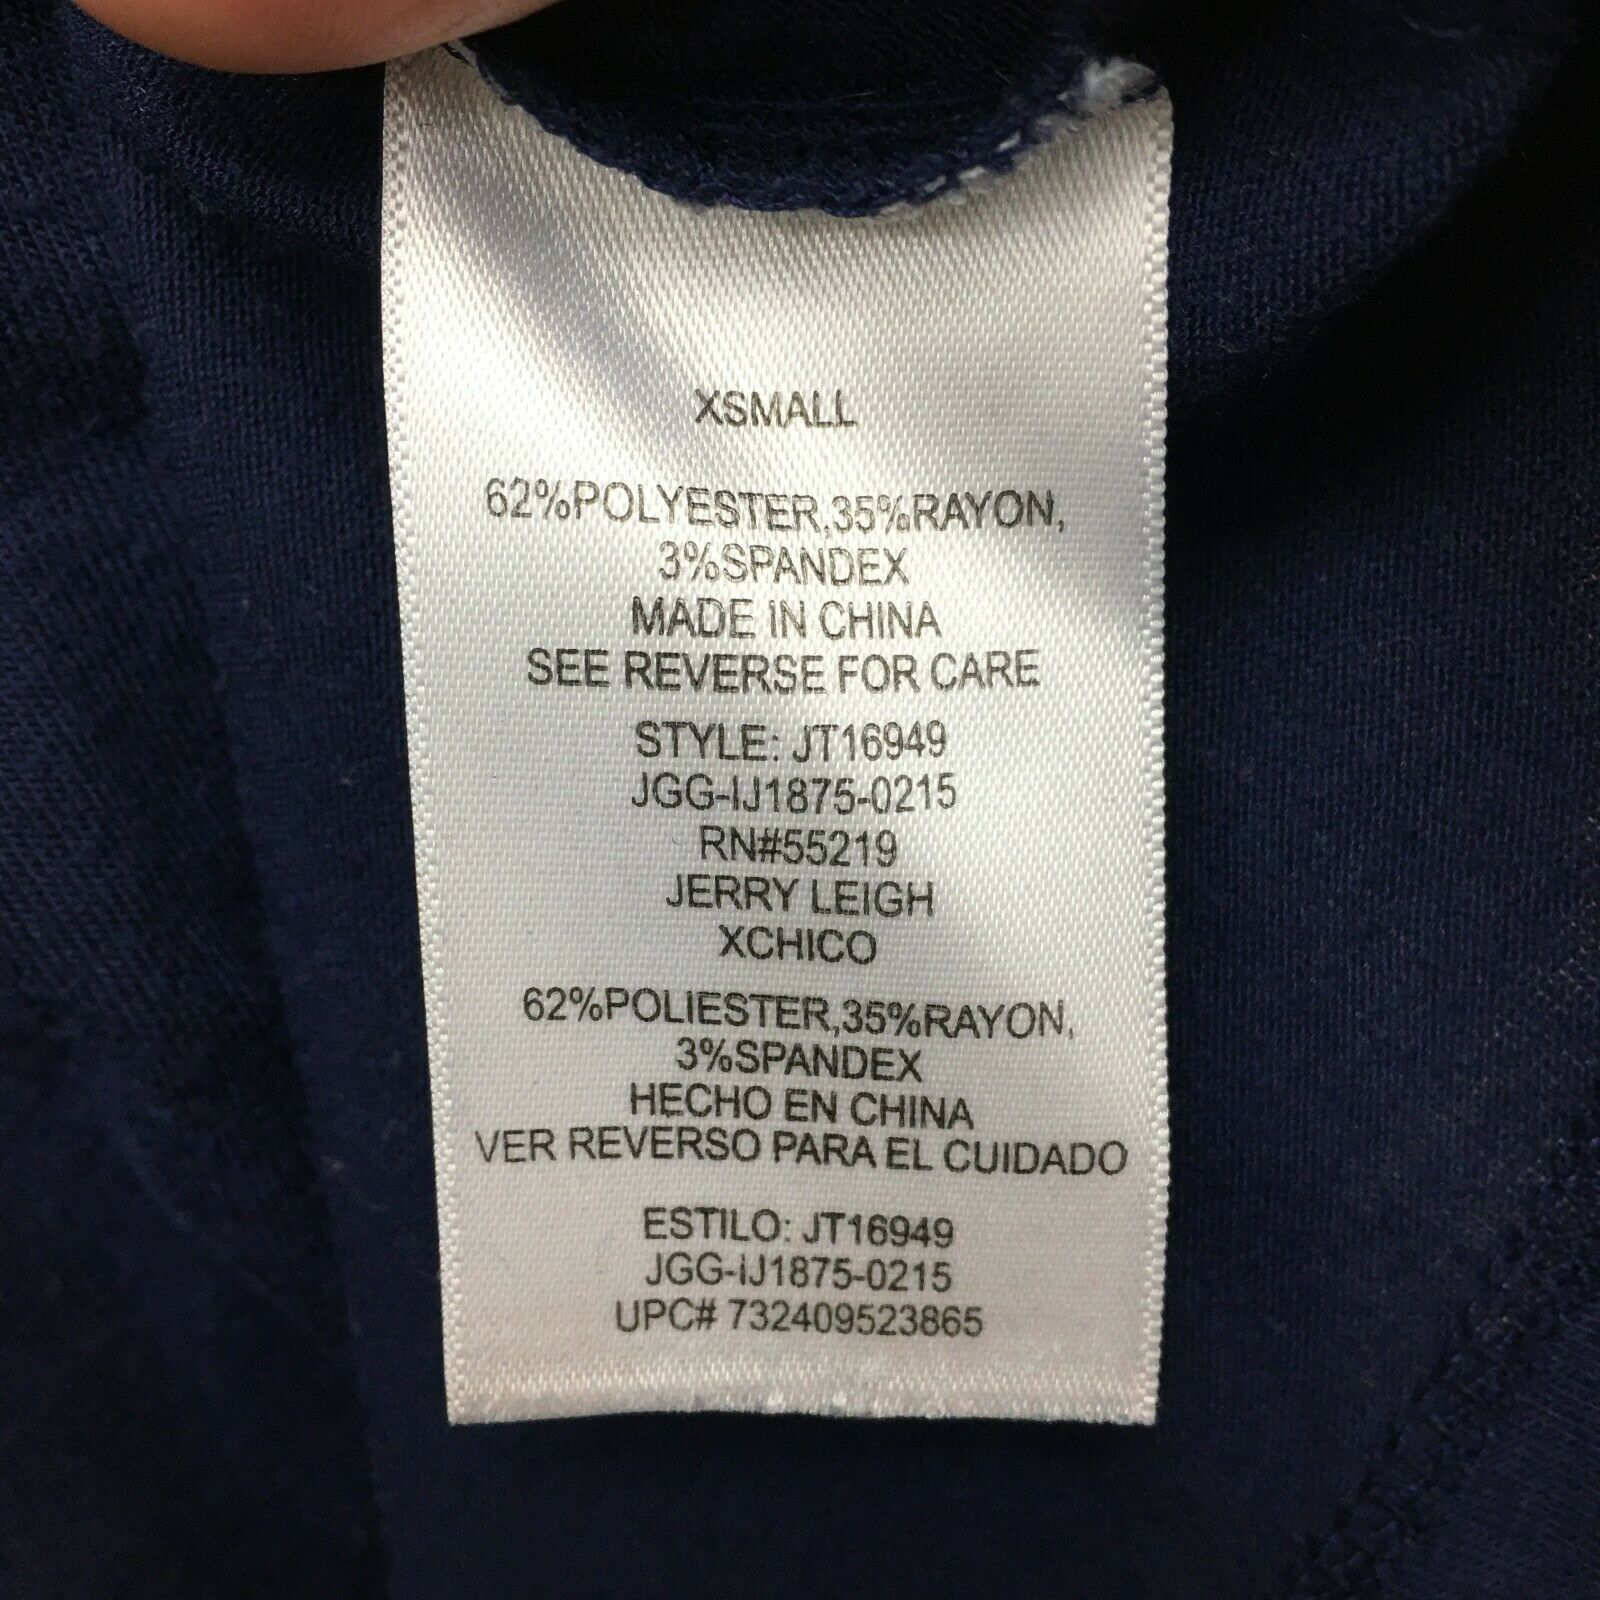 XSMALL
62%POLYESTER,35%RAYON,
3%SPANDEX
MADE IN CHINA
SEE REVERSE FOR CARE
STYLE: JT16949
JGG-IJ1875-0215
RN#55219
JERRY LEIGH
XCHICO
62%POLIESTER,35%RAYON,
3%SPANDEX
HECHO EN CHINA
VER REVERSO PARA EL CUIDADO
ESTILO: JT16949
JGG-IJ1875-0215
UPC# 732409523865